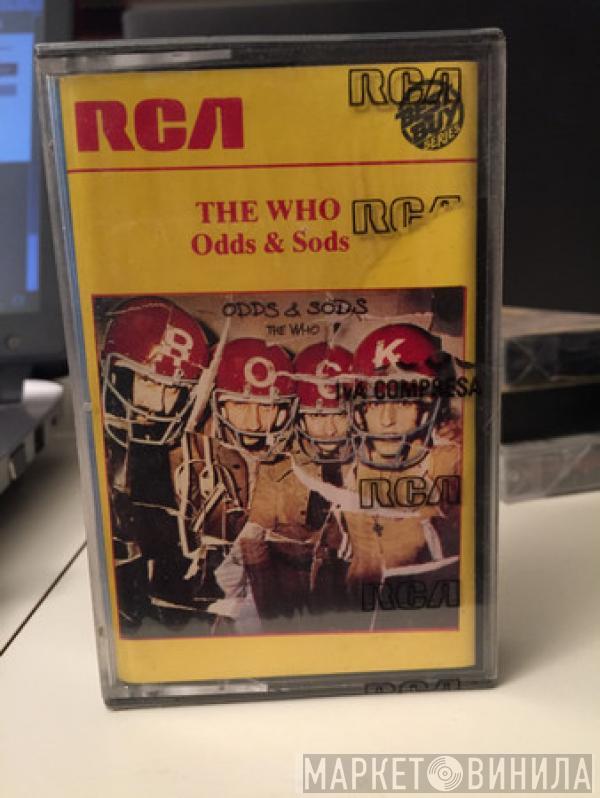 RCA
RCA
BEST
BUY
SERIES
THE WHO
Odds & Sods
RCA
ODDS & SODS
THE WHO
R O C K
IVA COMPRESA
RCA
RCA
RCA
МАРКЕТ ВИНИЛА